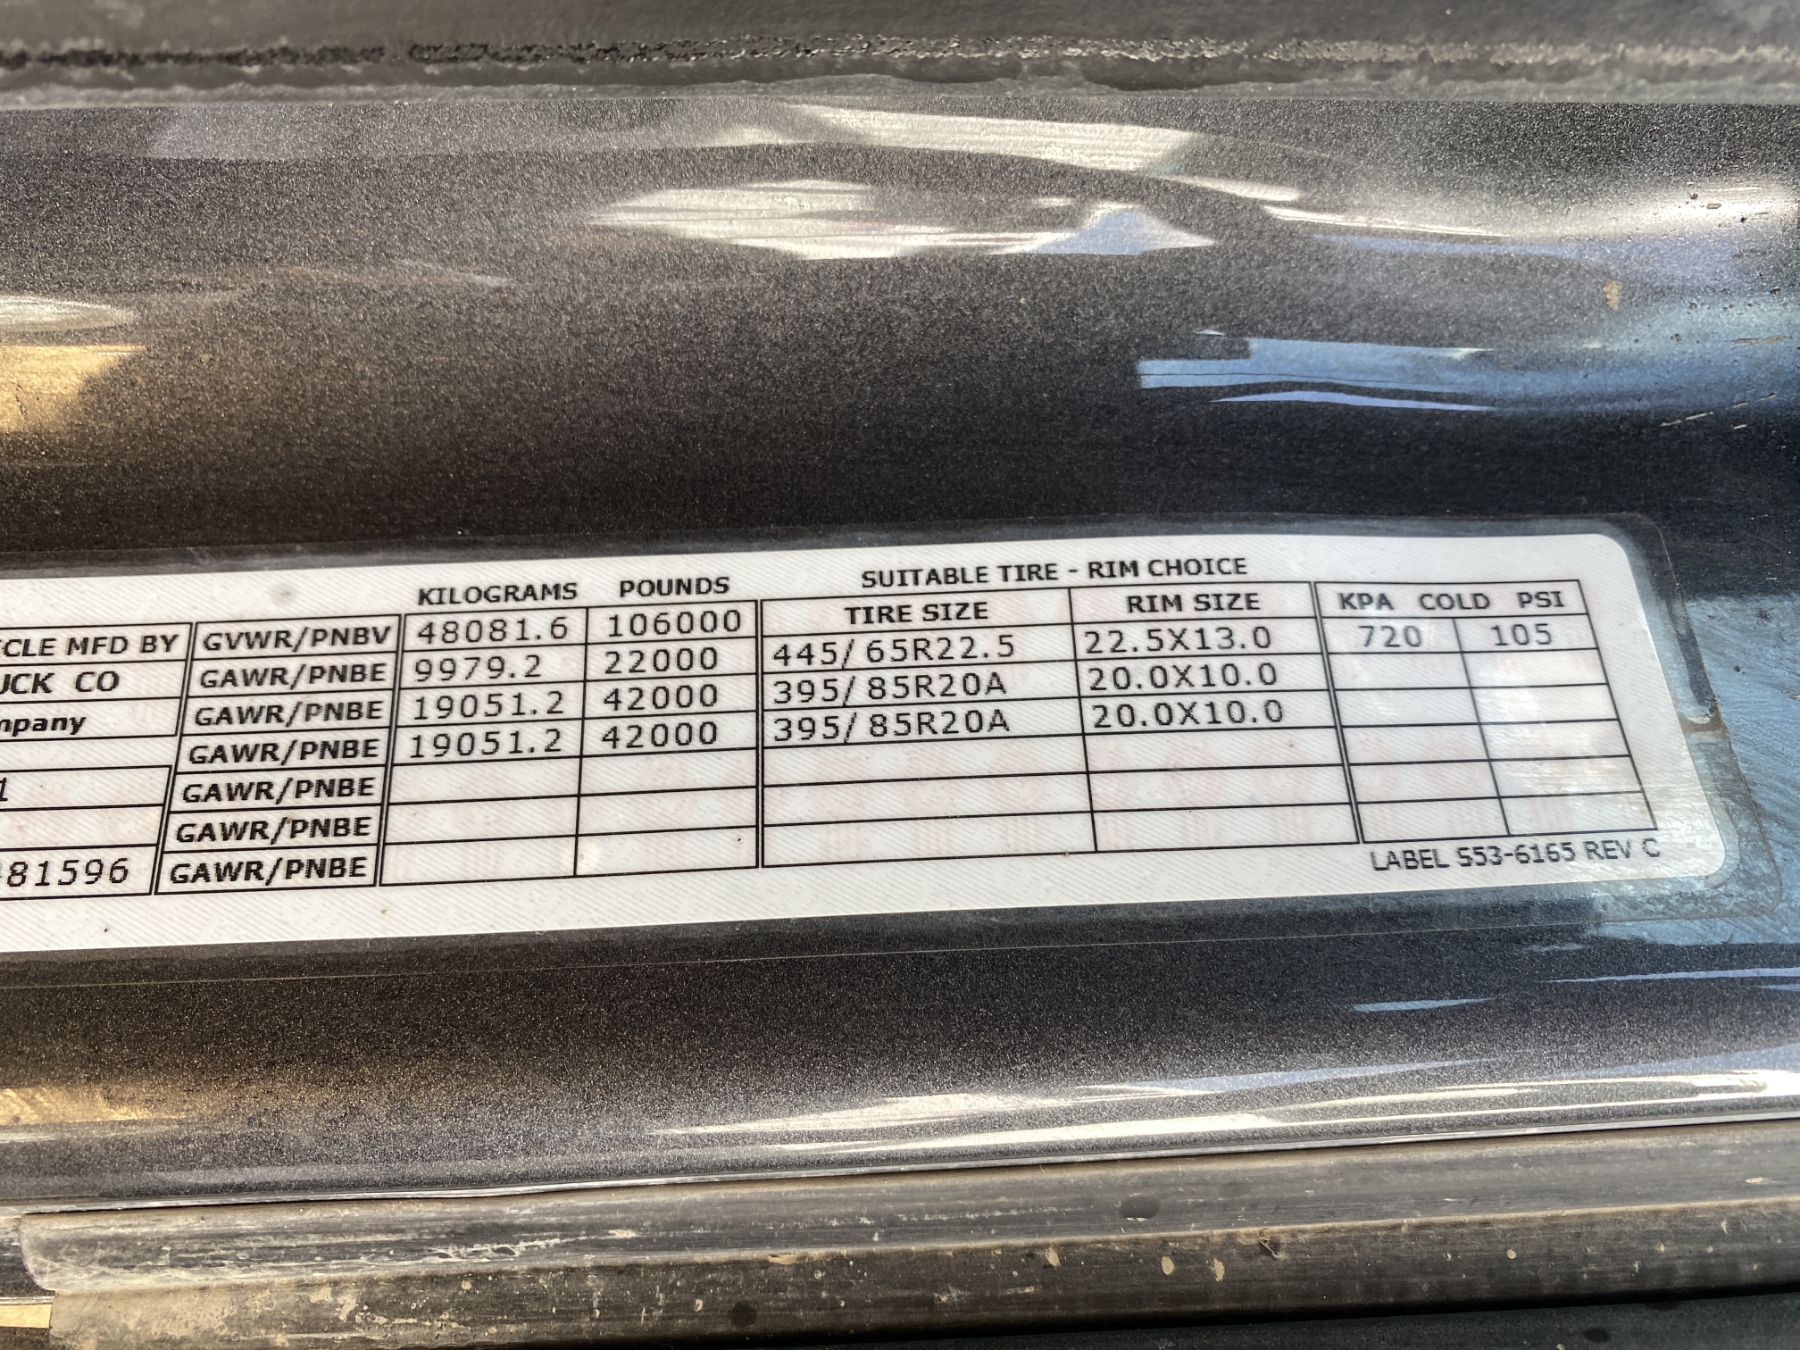 KILOGRAMS POUNDS SUITABLE TIRE - RIM CHOICE
TIRE SIZE RIM SIZE KPA COLD PSI
CLE MFD BY GVWR/PNBV 48081.6 106000 445/65R22.5 22.5X13.0 720 105
UCK CO GAWR/PNBE 9979.2 22000 395/85R20A 20.0X10.0
mpany GAWR/PNBE 19051.2 42000 395/85R20A 20.0X10.0
GAWR/PNBE 19051.2 42000
1 GAWR/PNBE
GAWR/PNBE
81596 GAWR/PNBE
LABEL S53-6165 REV C